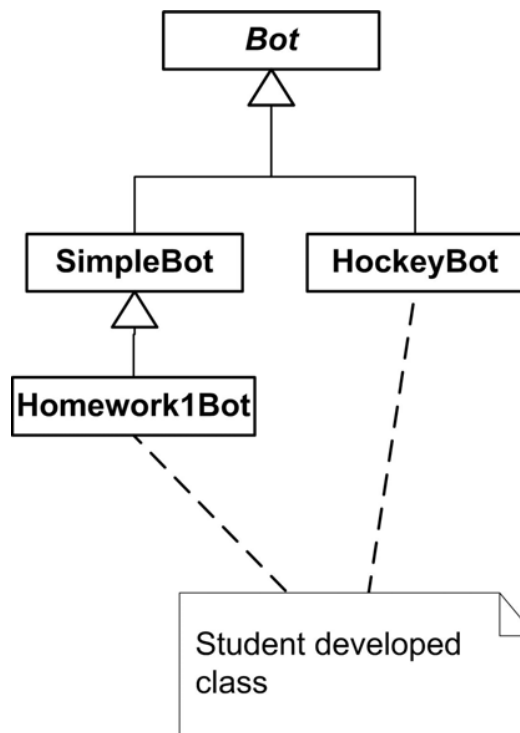 Bot
SimpleBot
HockeyBot
Homework1Bot
Student developed
class